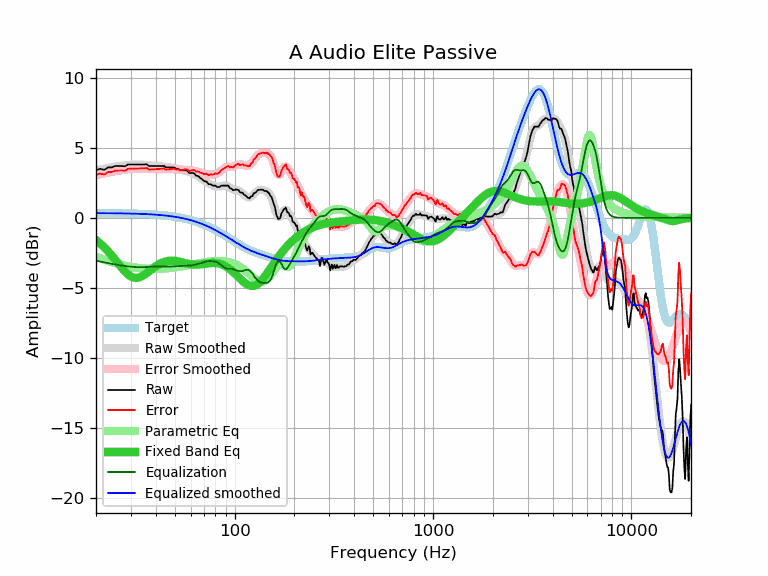 A Audio Elite Passive
10
5
0
−5
−10
−15
−20
Amplitude (dBr)
Target
Raw Smoothed
Error Smoothed
Raw
Error
Parametric Eq
Fixed Band Eq
Equalization
Equalized smoothed
100 1000 10000
Frequency (Hz)